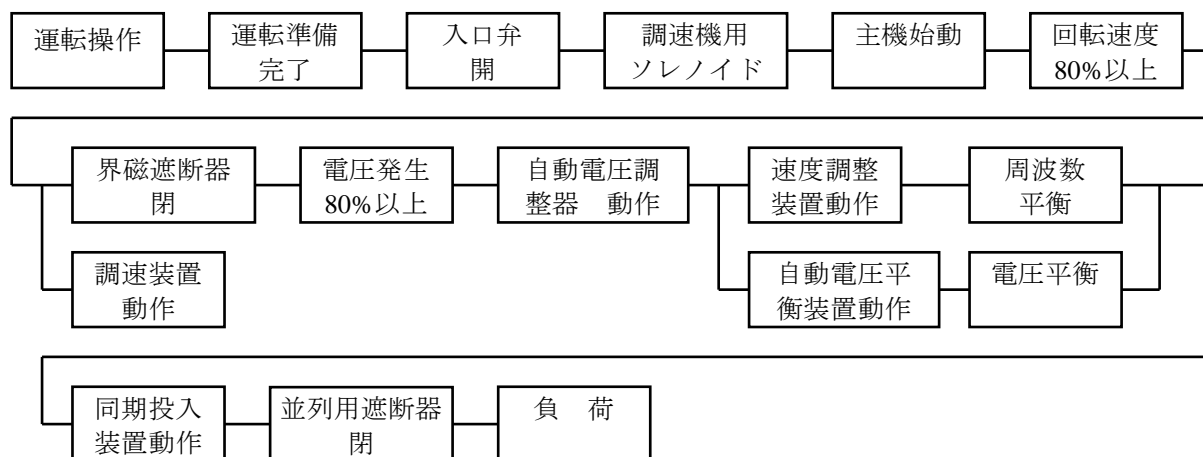 運転操作
運転準備
完了
入口弁
開
調速機用
ソレノイド
主機始動
回転速度
80%以上
界磁遮断器
閉
電圧発生
80%以上
自動電圧調
整器　動作
速度調整
装置動作
周波数
平衡
調速装置
動作
自動電圧平
衡装置動作
電圧平衡
同期投入
装置動作
並列用遮断器
閉
負　荷